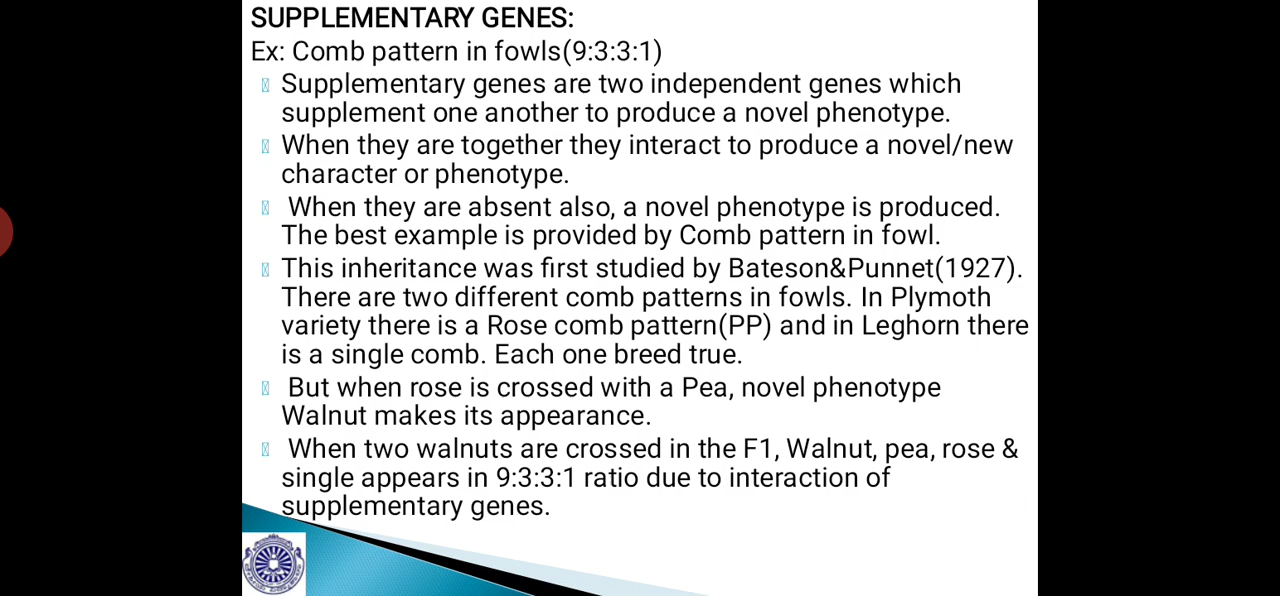 SUPPLEMENTARY GENES:
Ex: Comb pattern in fowls(9:3:3:1)
Supplementary genes are two independent genes which
supplement one another to produce a novel phenotype.
When they are together they interact to produce a novel/new
character or phenotype.
When they are absent also, a novel phenotype is produced.
The best example is provided by Comb pattern in fowl.
This inheritance was first studied by Bateson&Punnet(1927).
There are two different comb patterns in fowls. In Plymoth
variety there is a Rose comb pattern(PP) and in Leghorn there
is a single comb. Each one breed true.
But when rose is crossed with a Pea, novel phenotype
Walnut makes its appearance.
When two walnuts are crossed in the F1, Walnut, pea, rose &
single appears in 9:3:3:1 ratio due to interaction of
supplementary genes.